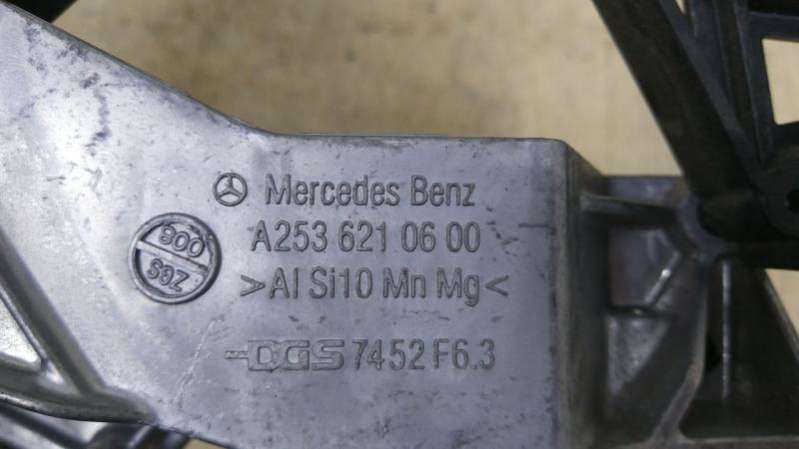 Mercedes Benz
A253 621 06 00
>Al Si10 Mn Mg<
DGS 7452 F6.3